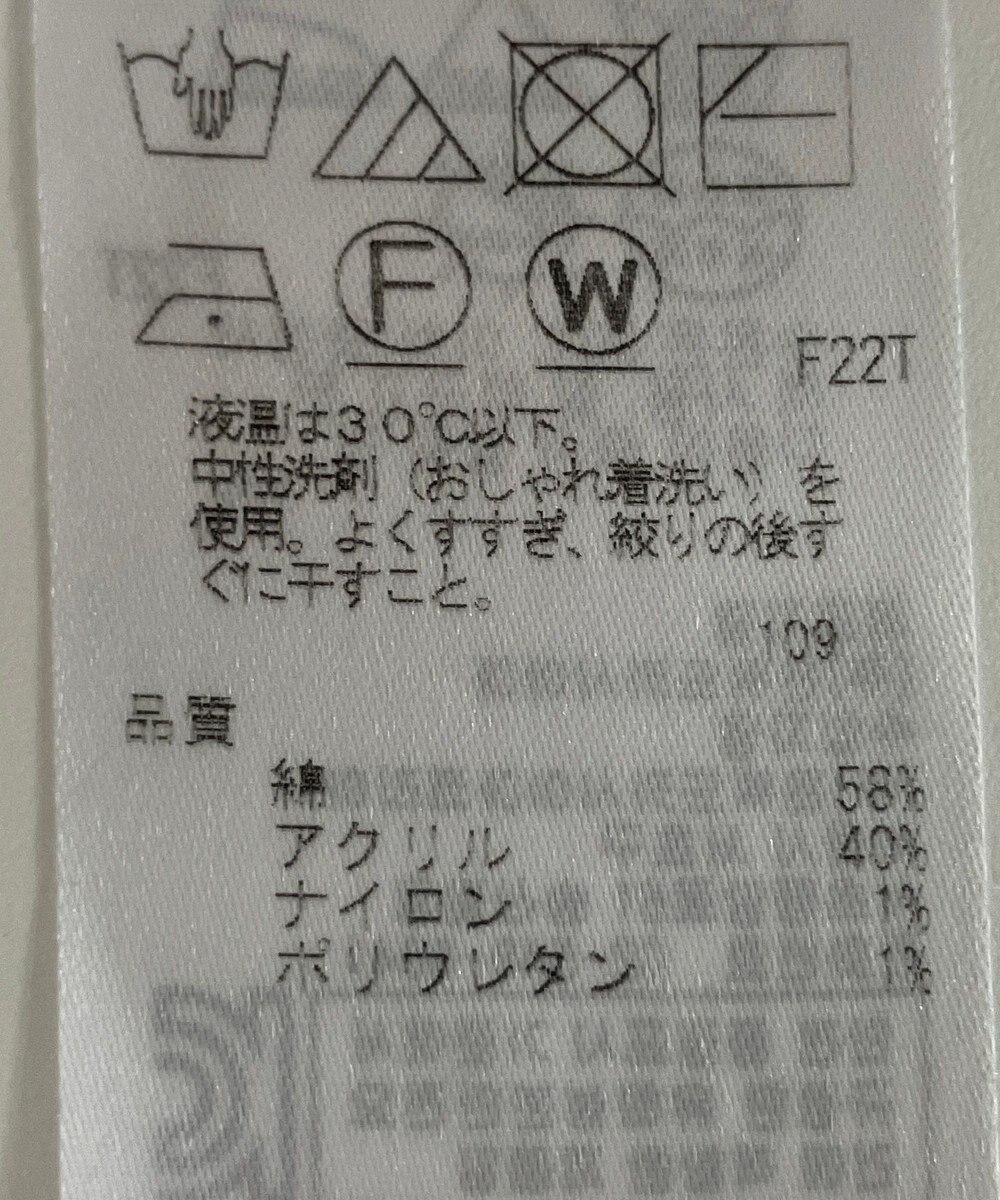 F
W
F22T
液温は30℃以下。
中性洗剤（おしゃれ着洗い）を
使用。よくすすぎ、絞りの後す
ぐに干すこと。
109
品質
綿 58%
アクリル 40%
ナイロン 1%
ポリウレタン 1%